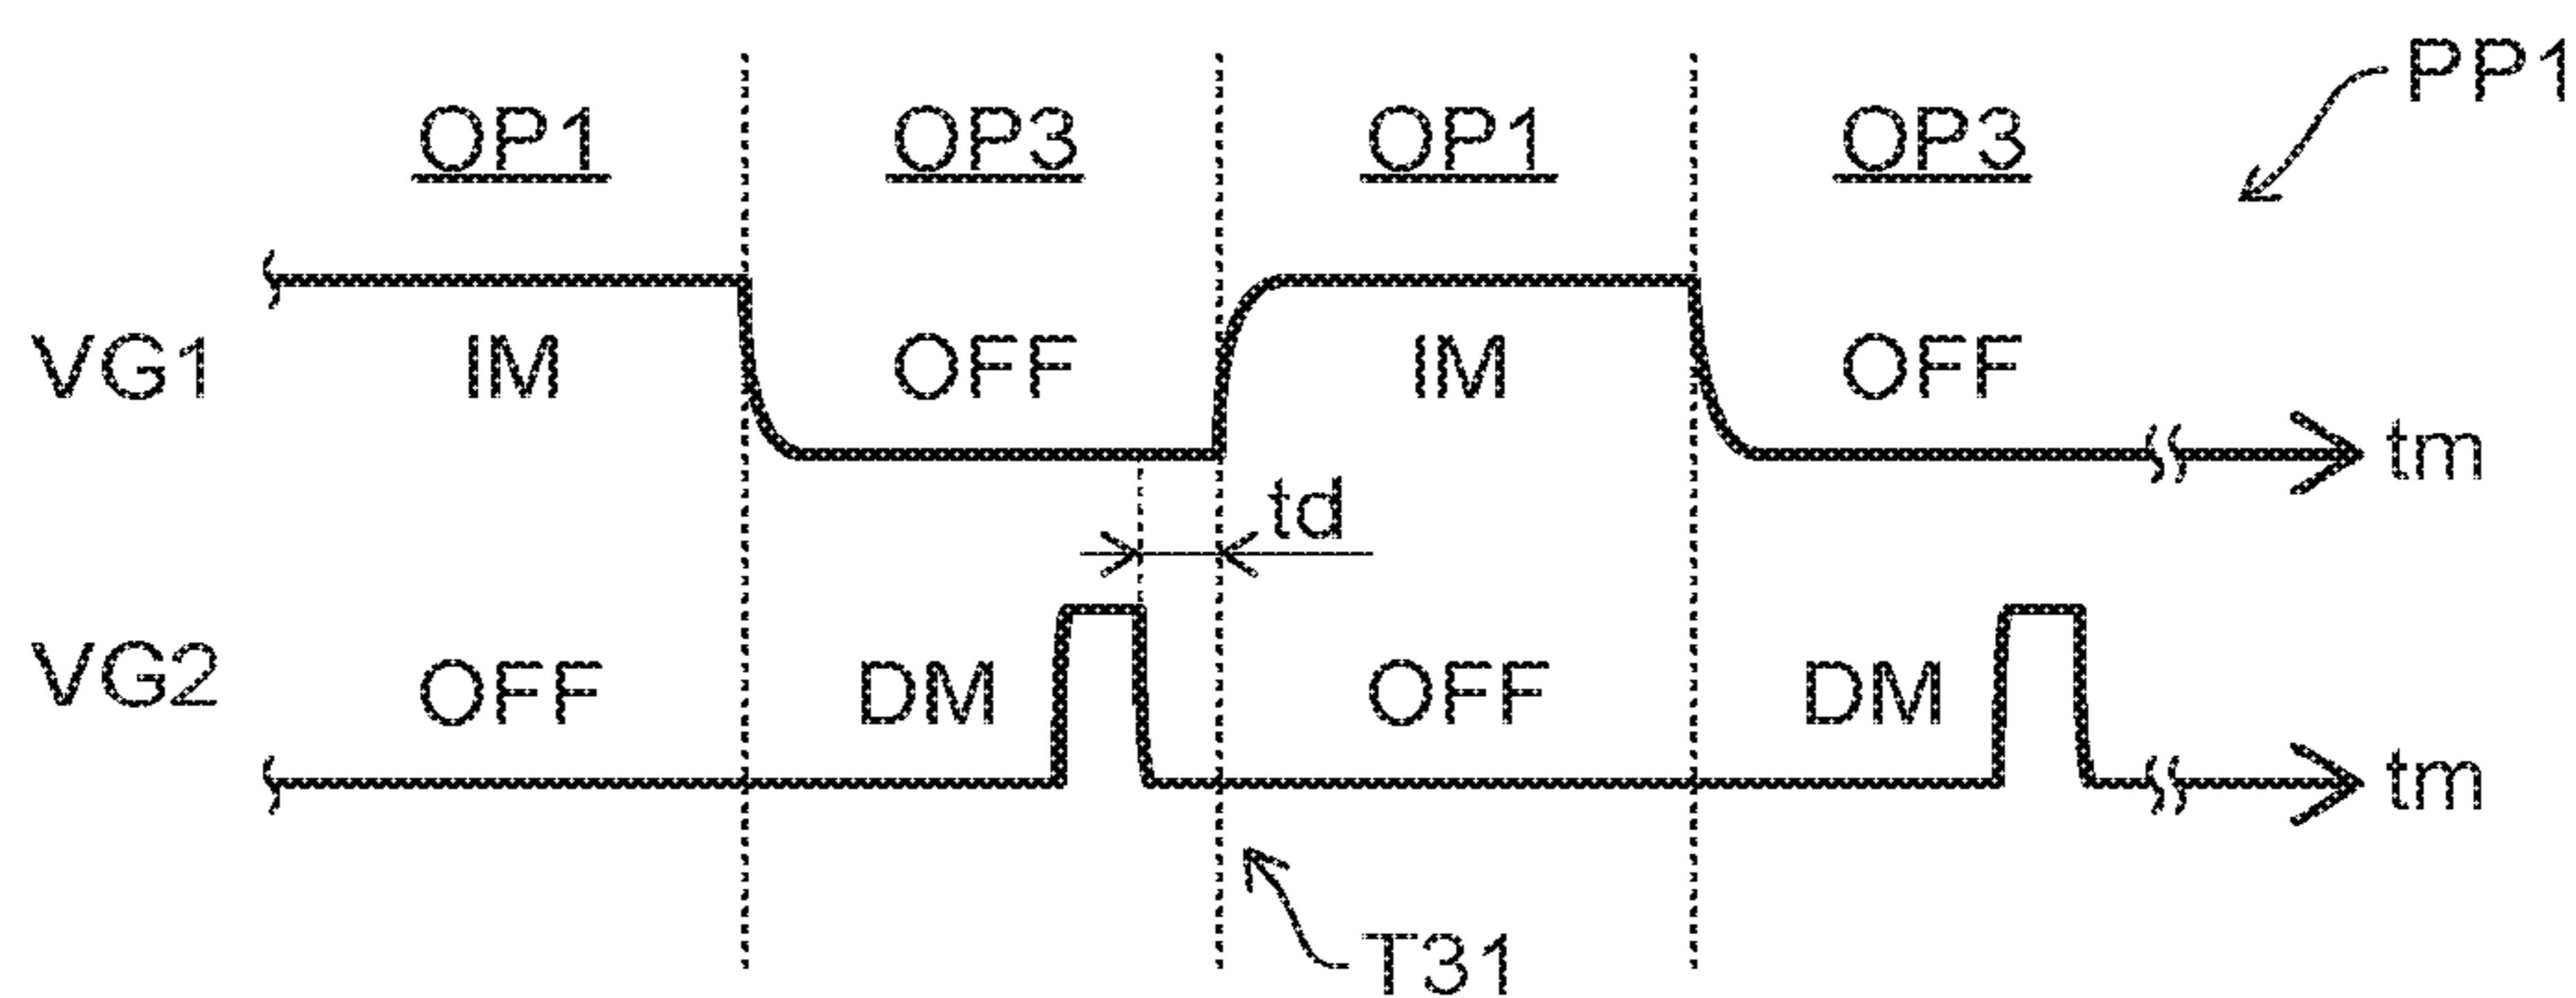 PP1
OP1 OP3 OP1 OP3
VG1 IM OFF IM OFF
tm
td
VG2 OFF DM OFF DM
tm
T31